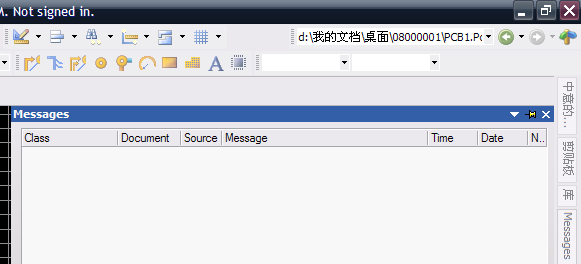 M. Not signed in.
d:\我的文档\桌面\08000001\PCB1.Pc
A
Messages
Class Document Source Message Time Date N..
中意的...
剪贴板
库
Messages